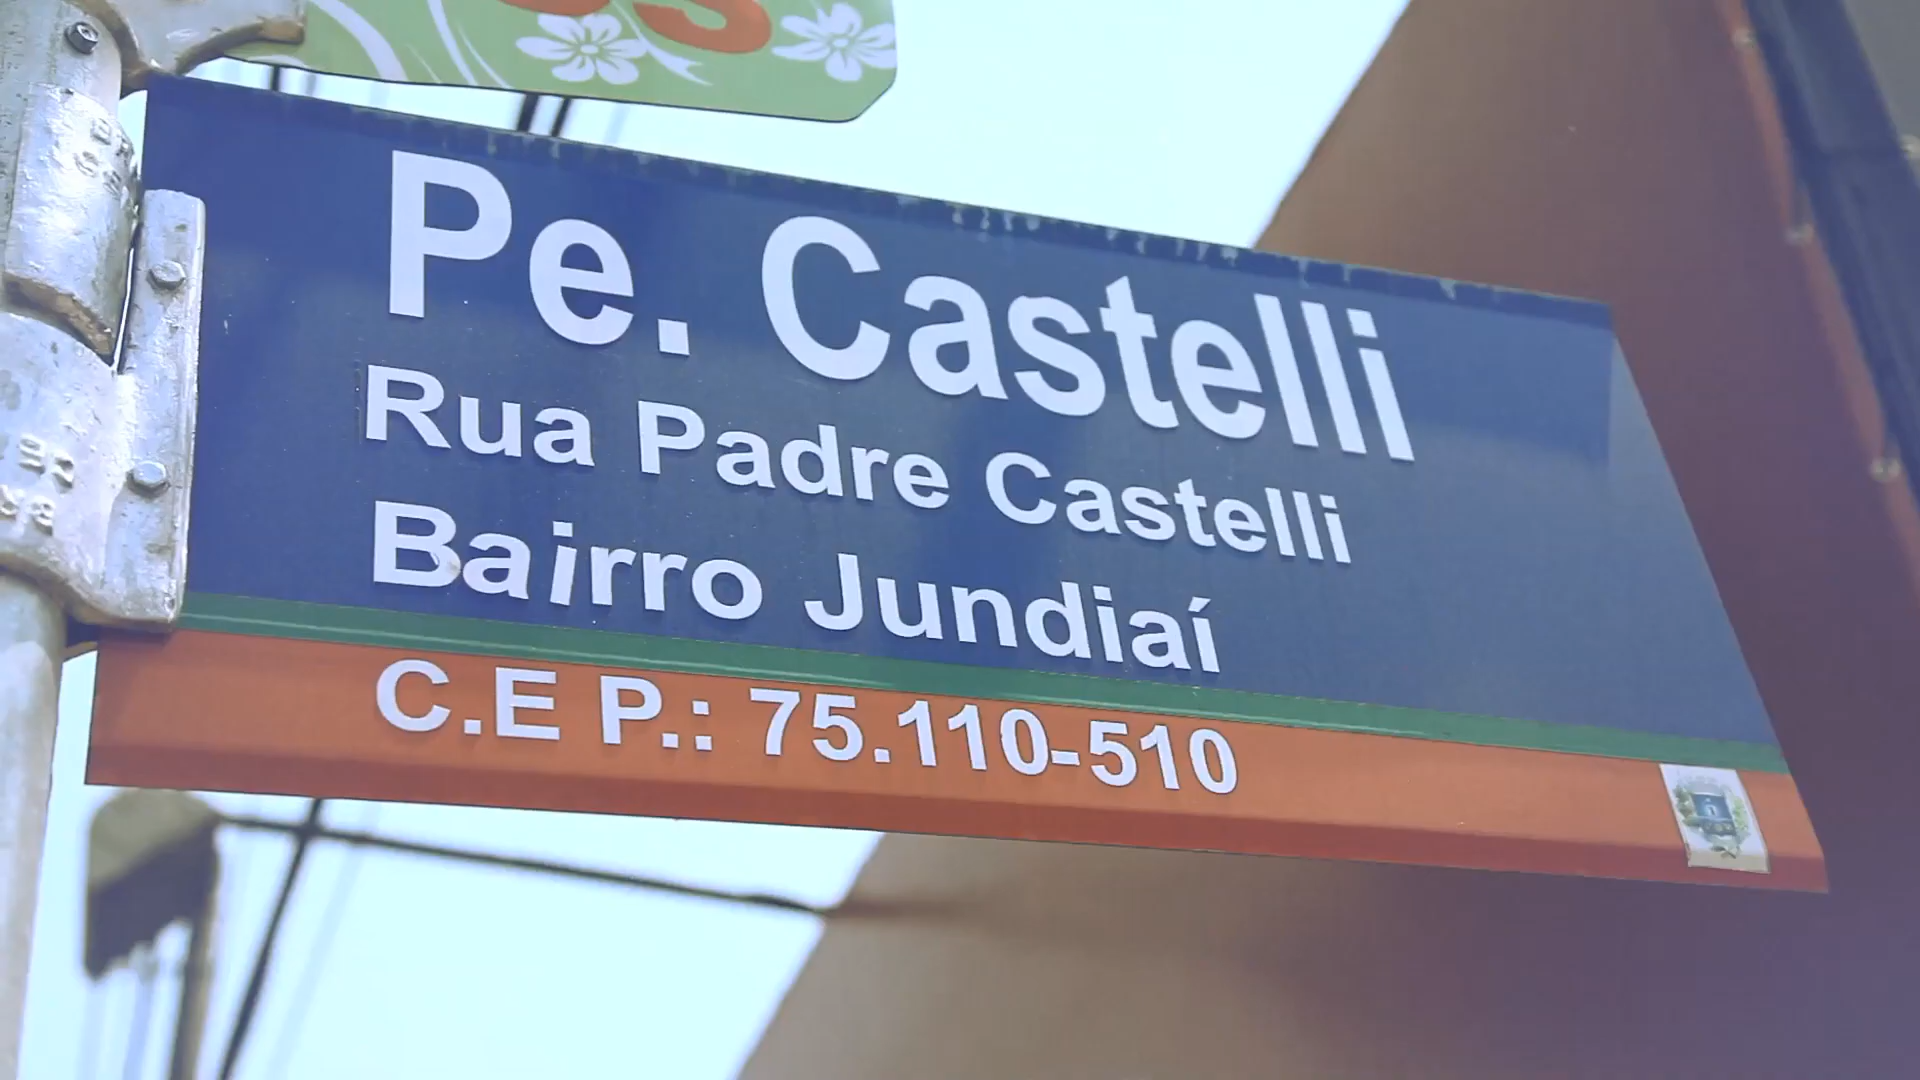 Pe. Castelli
Rua Padre Castelli
Bairro Jundiaí
C.E P.: 75.110-510